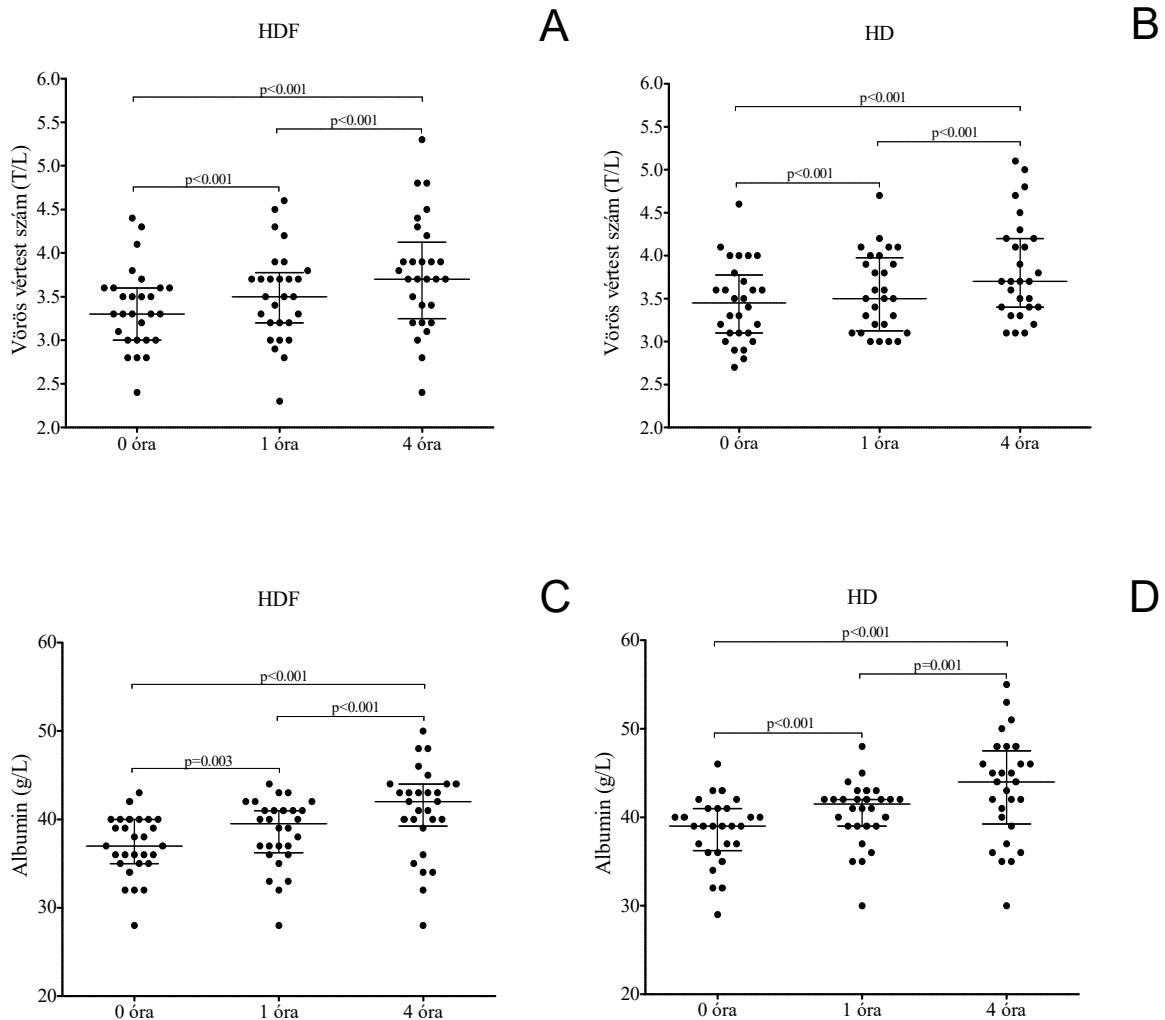 HDF
A
p<0.001
p<0.001
p<0.001
Vörös vértest szám (T/L)
6.0
5.5
5.0
4.5
4.0
3.5
3.0
2.5
2.0
0 óra
1 óra
4 óra
HD
B
p<0.001
p<0.001
p<0.001
Vörös vértest szám (T/L)
6.0
5.5
5.0
4.5
4.0
3.5
3.0
2.5
2.0
0 óra
1 óra
4 óra
HDF
C
p<0.001
p<0.001
p=0.003
Albumin (g/L)
60
50
40
30
20
0 óra
1 óra
4 óra
HD
D
p<0.001
p=0.001
p<0.001
Albumin (g/L)
60
50
40
30
20
0 óra
1 óra
4 óra